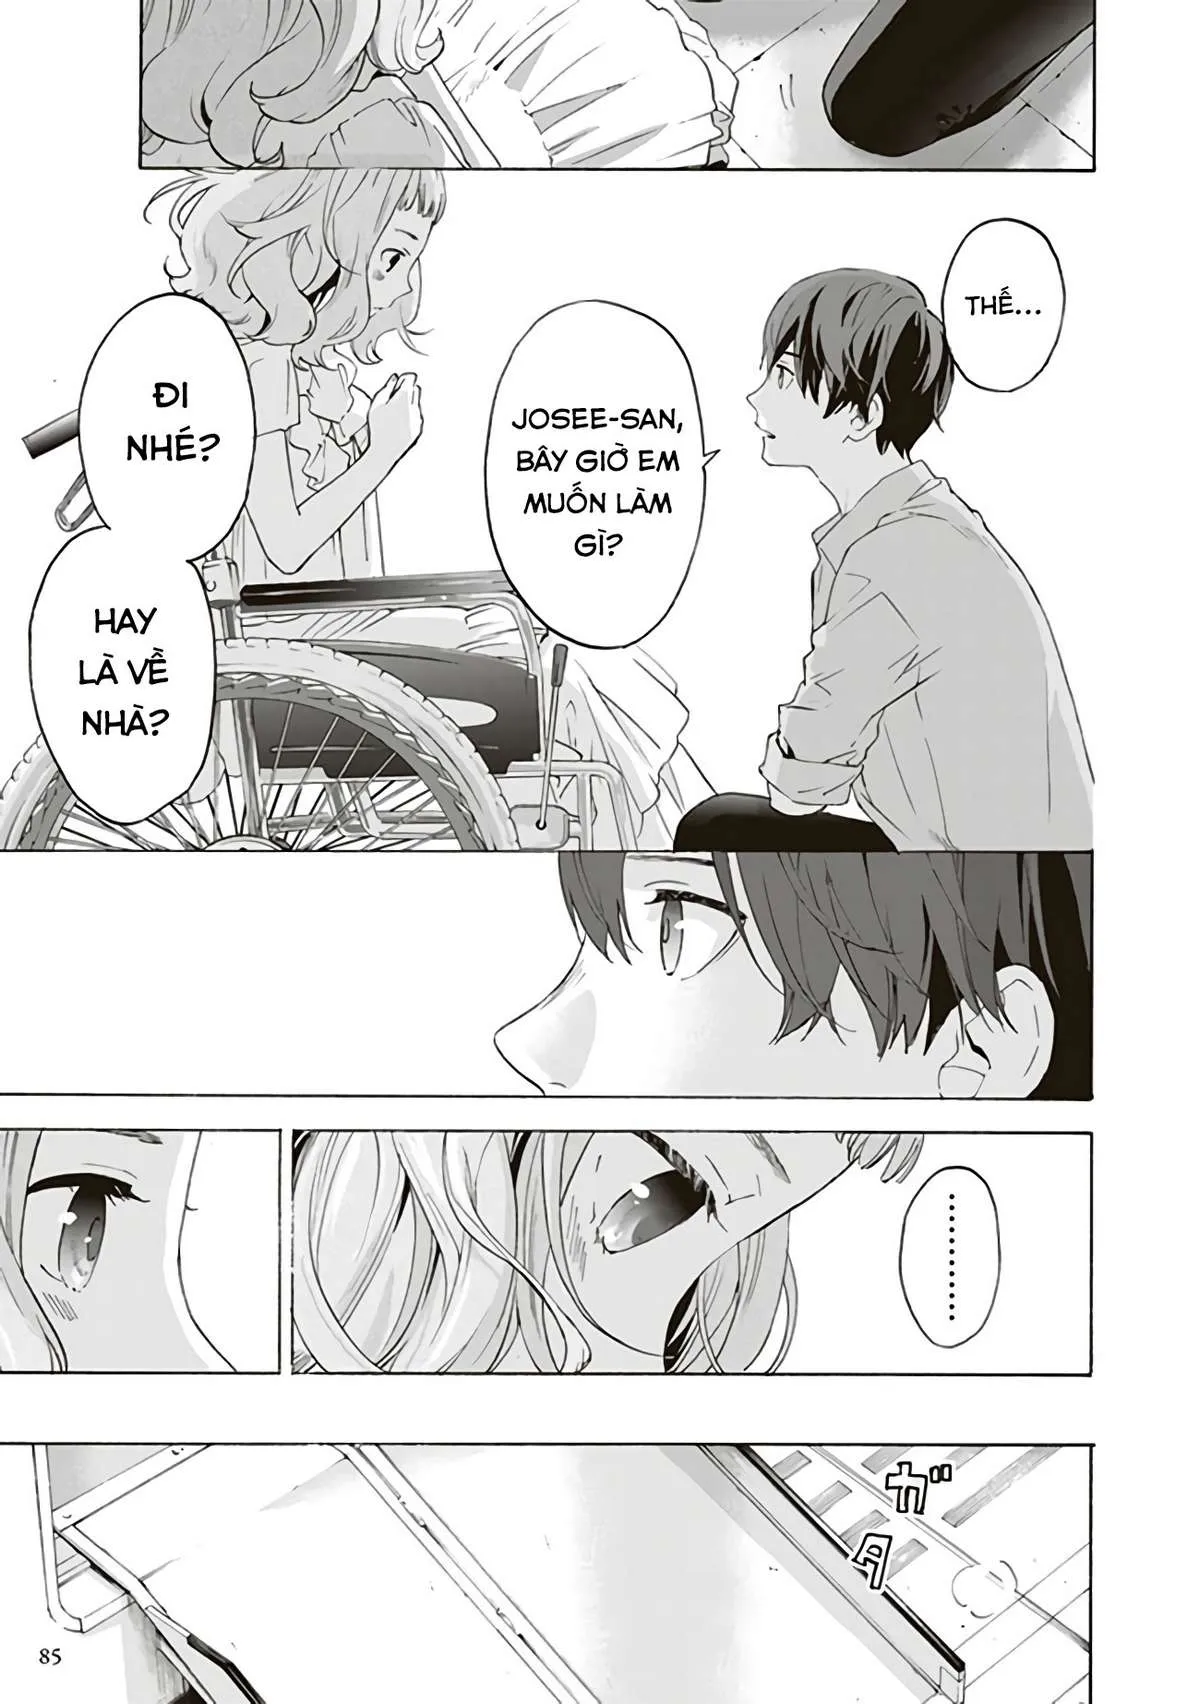 THẾ...
JOSEE-SAN,
BÂY GIỜ EM
MUỐN LÀM
GÌ?
ĐI
NHÉ?
HAY
LÀ VỀ
NHÀ?
.........
ガ
タ
85